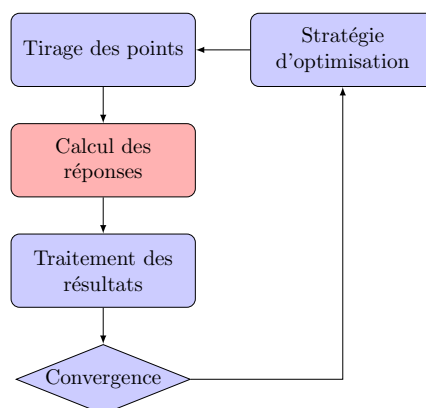 Tirage des points
Stratégie
d'optimisation
Calcul des
réponses
Traitement des
résultats
Convergence